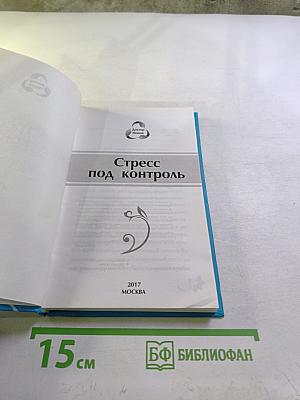 Стресс
под контроль
2017
МОСКВА
15 см
БФ БИБЛИОФАН